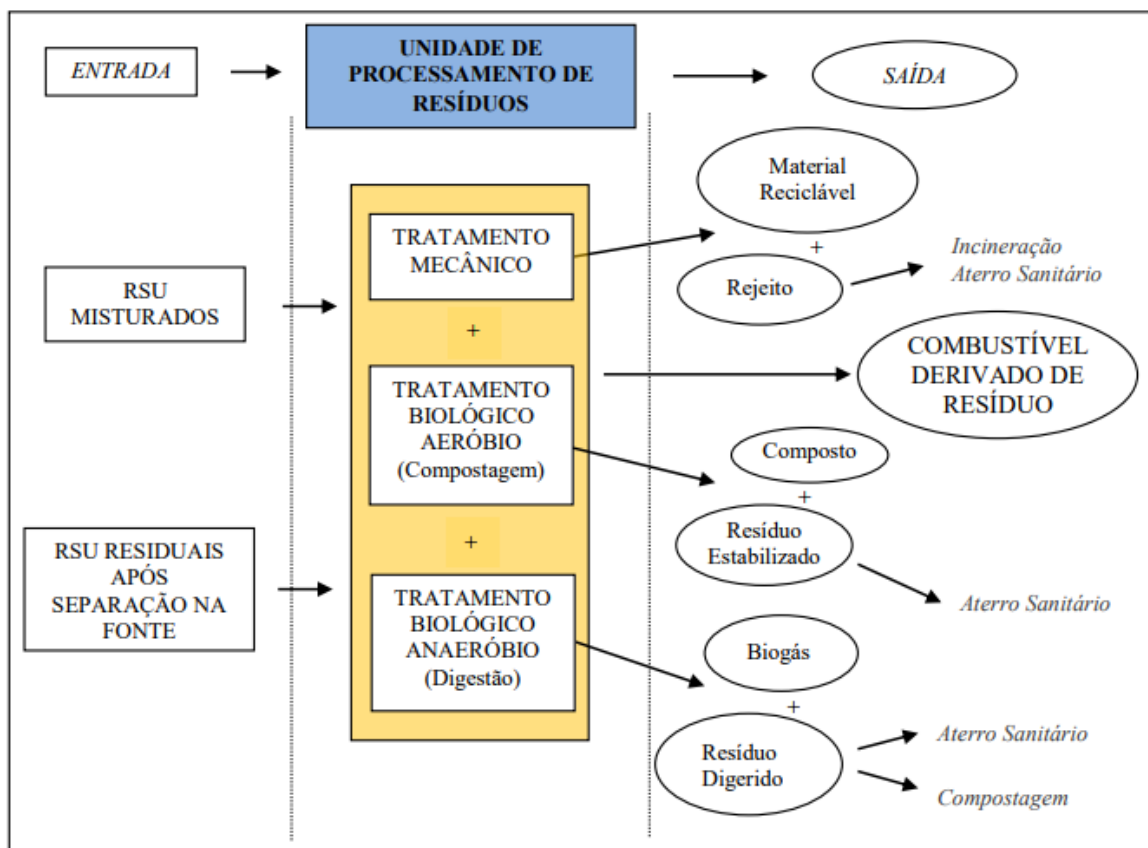 ENTRADA
UNIDADE DE
PROCESSAMENTO DE
RESÍDUOS
SAÍDA
RSU
MISTURADOS
RSU RESIDUAIS
APÓS
SEPARAÇÃO NA
FONTE
TRATAMENTO
MECÂNICO
+
TRATAMENTO
BIOLÓGICO
AERÓBIO
(Compostagem)
+
TRATAMENTO
BIOLÓGICO
ANAERÓBIO
(Digestão)
Material
Reciclável
+
Rejeito
Incineração
Aterro Sanitário
COMBUSTÍVEL
DERIVADO DE
RESÍDUO
Composto
+
Resíduo
Estabilizado
Aterro Sanitário
Biogás
+
Resíduo
Digerido
Aterro Sanitário
Compostagem